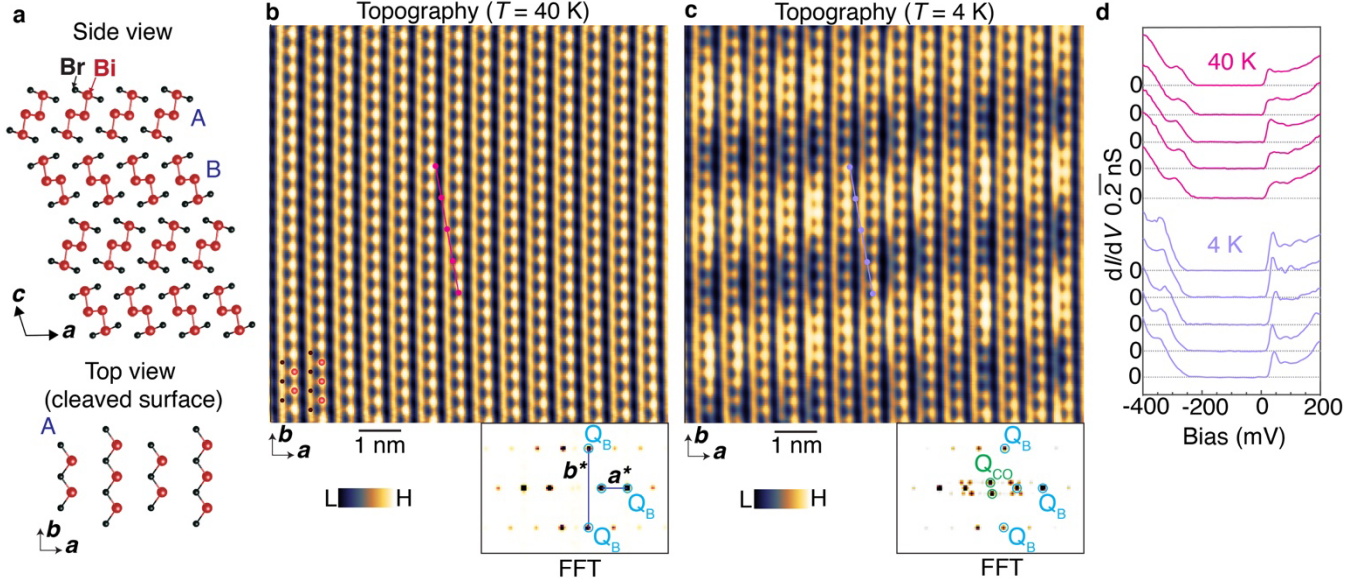 a
Side view
Br
Bi
A
B
c
a
Top view
(cleaved surface)
A
b
a
b
Topography (T = 40 K)
b
a
1 nm
L
H
Q_B
b*
a*
Q_B
Q_B
FFT
c
Topography (T = 4 K)
b
a
1 nm
L
H
Q_B
Q_CO
Q_B
Q_B
FFT
d
40 K
0
0
0
0
0
4 K
0
0
0
0
0
dI/dV 0.2 nS
-400
-200
0
200
Bias (mV)